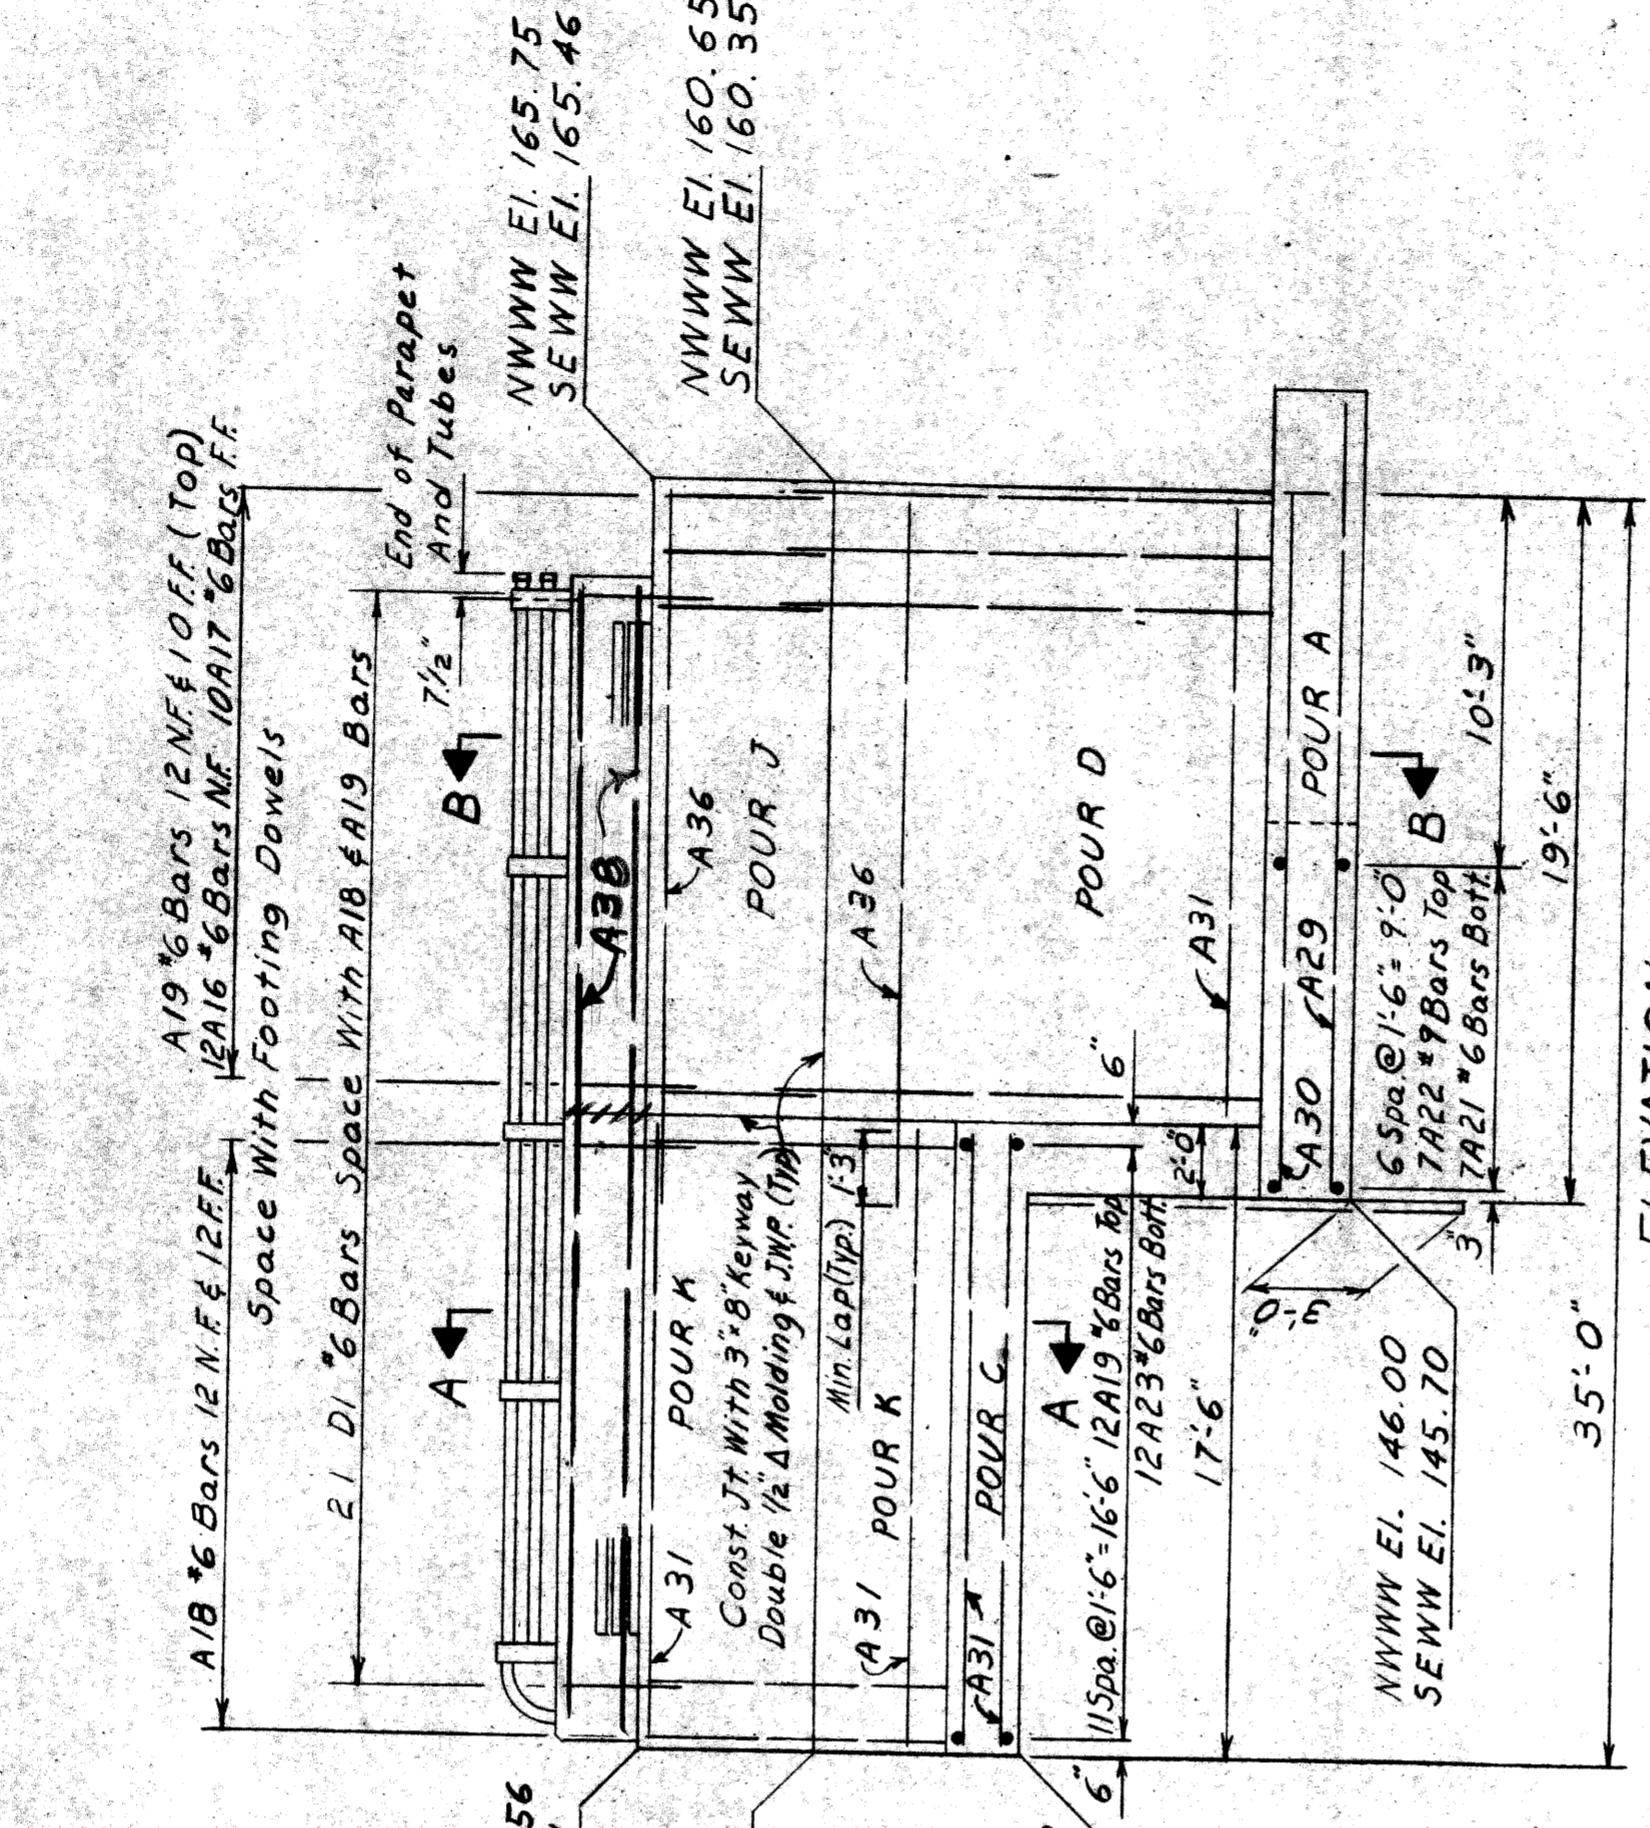 A18 #6 Bars 12 N.F. & 12 F.F.
A19 #6 Bars 12 N.F. & 10 F.F. (Top)
12A16 #6 Bars N.F. 10A17 #6 Bars F.F.
Space With Footing Dowels
21 D1 #6 Bars Space With A18 & A19 Bars
End of Parapet
And Tubes
7 1/2"
A
B
NWWW El. 165.75
SEWW El. 165.46
NWWW El. 160.65
SEWW El. 160.35
56
A38
A31
POUR K
A36
POUR J
Const. Jt. With 3"x8" Keyway
Double 1/2" Δ Molding & J.W.P. (Typ.)
Min. Lap (Typ.) 1'-3"
A31
POUR K
A36
POUR D
A31
POUR C
6"
A31
2'-0"
A30
A29
POUR A
A
B
6"
11 Spa.@1'-6"=16'-6" 12A19 #6 Bars Top
12A23 #6 Bars Bott.
17'-6"
3'-0"
3"
6 Spa.@1'-6"=9'-0"
7A22 #9 Bars Top
7A21 #6 Bars Bott.
10'-3"
19'-6"
NWWW El. 146.00
SEWW El. 145.70
35'-0"